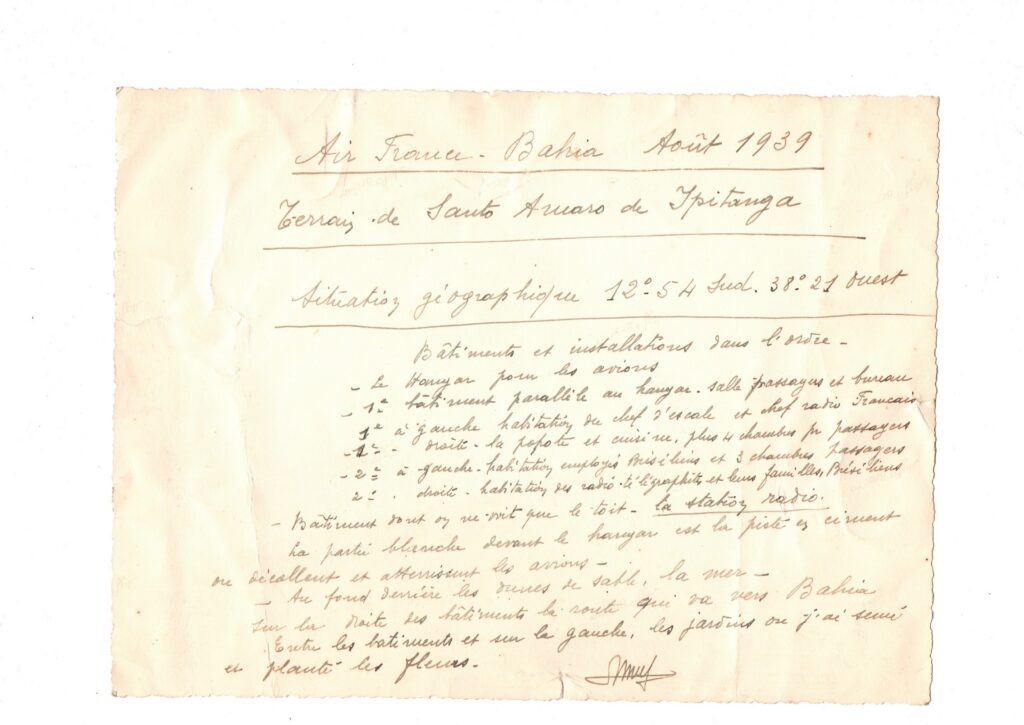 Air France - Bahia Août 1939
Terrain de Santo Amaro de Ipitanga
Situation géographique 12° 54 Sud. 38° 21 Ouest
Bâtiments et installations dans l'ordre -
- Le Hangar pour les avions
- 1er bâtiment parallèle au hangar. salle passagers et bureau
1e à gauche habitation du chef d'escale et chef radio Francais
- 1e - droite - la popote et cuisine, plus 4 chambres pr passagers
- 2e à gauche - habitation employés Brésiliens et 3 chambres passagers
2e . droite - habitation des radio-télégraphists et leurs familles, Brésiliens
- Bâtiment dont on ne voit que le toit - la station radio.
La partie blanche devant le hangar est la piste en ciment
ou décollent et atterrissent les avions -
- Au fond derrière les dunes de sable, la mer -
Sur la droite des bâtiments la route qui va vers Bahia
Entre les bâtiments et sur la gauche, les jardins ou j'ai semé
et planté les fleurs -